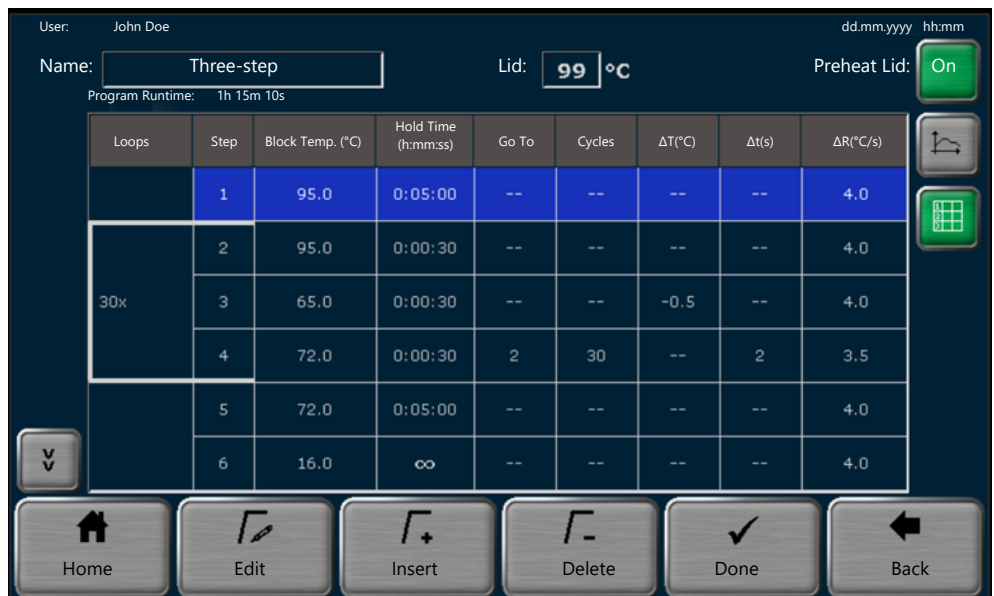 User: John Doe dd.mm.yyyy hh:mm
Name: Three-step Lid: 99 °C Preheat Lid: On
Program Runtime: 1h 15m 10s
Loops Step Block Temp. (°C) Hold Time (h:mm:ss) Go To Cycles ΔT(°C) Δt(s) ΔR(°C/s)
1 95.0 0:05:00 -- -- -- -- 4.0
2 95.0 0:00:30 -- -- -- -- 4.0
30x 3 65.0 0:00:30 -- -- -0.5 -- 4.0
4 72.0 0:00:30 2 30 -- 2 3.5
5 72.0 0:05:00 -- -- -- -- 4.0
6 16.0 ∞ -- -- -- -- 4.0
Home Edit Insert Delete Done Back